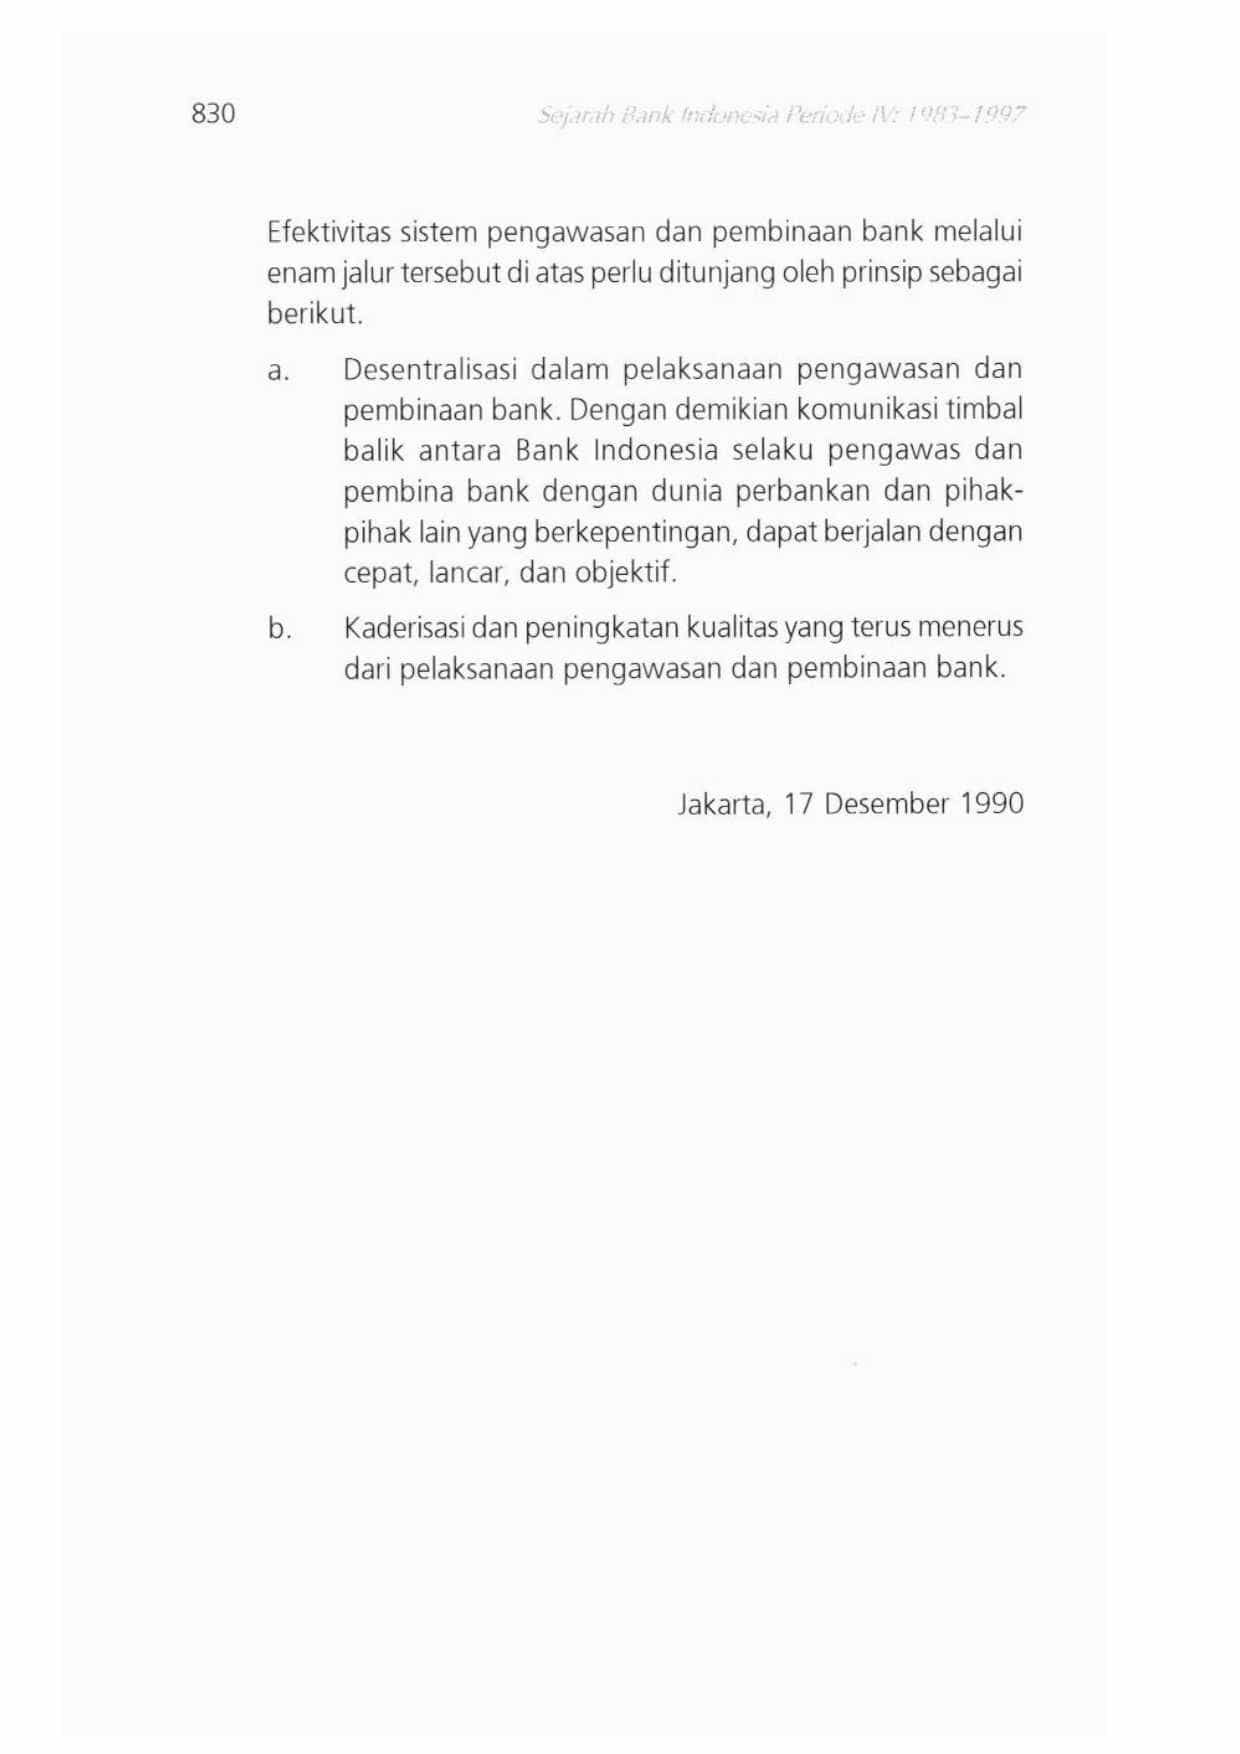 830
Sejarah Bank Indonesia Periode IV: 1983–1997
Efektivitas sistem pengawasan dan pembinaan bank melalui
enam jalur tersebut di atas perlu ditunjang oleh prinsip sebagai
berikut.
a. Desentralisasi dalam pelaksanaan pengawasan dan
pembinaan bank. Dengan demikian komunikasi timbal
balik antara Bank Indonesia selaku pengawas dan
pembina bank dengan dunia perbankan dan pihak-
pihak lain yang berkepentingan, dapat berjalan dengan
cepat, lancar, dan objektif.
b. Kaderisasi dan peningkatan kualitas yang terus menerus
dari pelaksanaan pengawasan dan pembinaan bank.
Jakarta, 17 Desember 1990